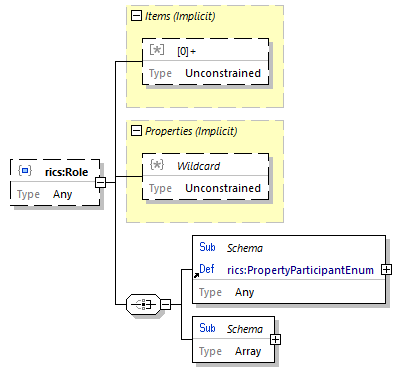 Items (Implicit)
[*] [0]+
Type Unconstrained
Properties (Implicit)
{*} Wildcard
Type Unconstrained
{ } rics:Role
Type Any
Sub Schema
Def rics:PropertyParticipantEnum
Type Any
Sub Schema
Type Array